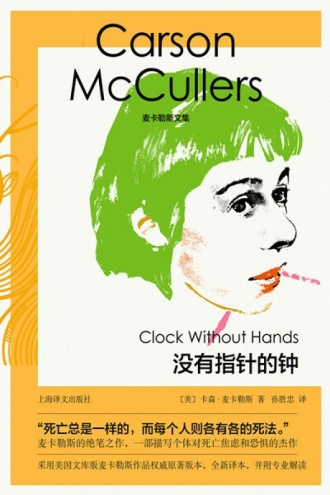 Carson
McCullers
麦卡勒斯文集
Clock Without Hands
没有指针的钟
上海译文出版社
〔美〕卡森·麦卡勒斯 著 孙胜忠 译
“死亡总是一样的，而每个人则各有各的死法。”
麦卡勒斯的绝笔之作，一部描写个体对死亡焦虑和恐惧的杰作
采用美国文库版麦卡勒斯作品权威原著版本、全新译本，并附专业解读